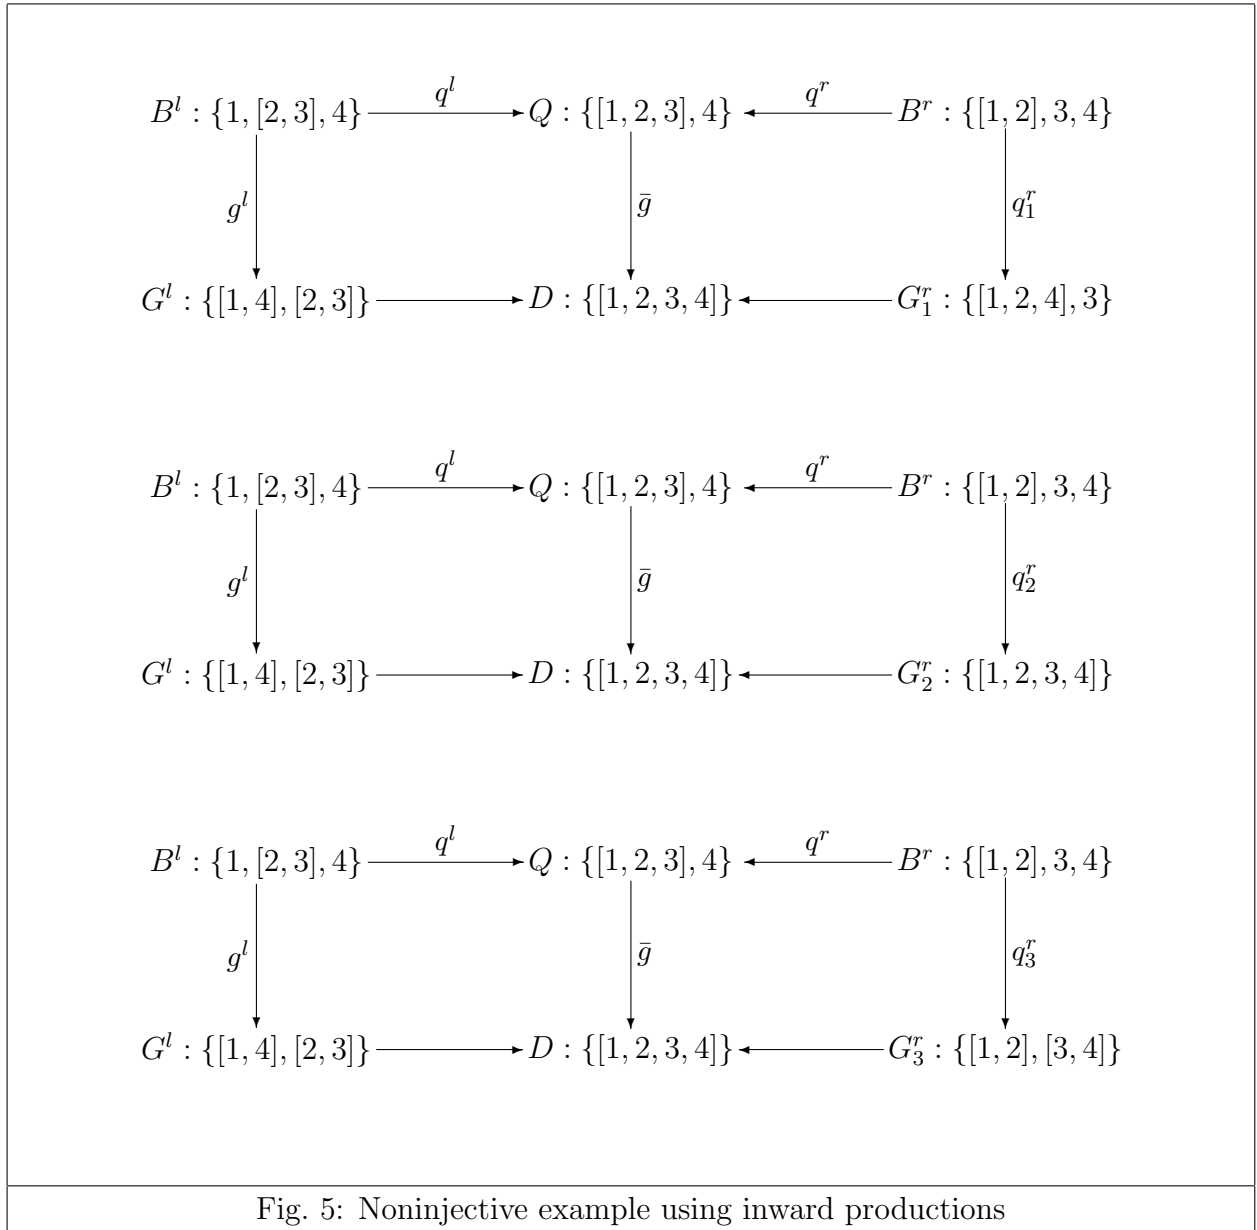 B^l : {1, [2, 3], 4} q^l Q : {[1, 2, 3], 4} q^r B^r : {[1, 2], 3, 4}
g^l ḡ q^r_1
G^l : {[1, 4], [2, 3]} D : {[1, 2, 3, 4]} G^r_1 : {[1, 2, 4], 3}
B^l : {1, [2, 3], 4} q^l Q : {[1, 2, 3], 4} q^r B^r : {[1, 2], 3, 4}
g^l ḡ q^r_2
G^l : {[1, 4], [2, 3]} D : {[1, 2, 3, 4]} G^r_2 : {[1, 2, 3, 4]}
B^l : {1, [2, 3], 4} q^l Q : {[1, 2, 3], 4} q^r B^r : {[1, 2], 3, 4}
g^l ḡ q^r_3
G^l : {[1, 4], [2, 3]} D : {[1, 2, 3, 4]} G^r_3 : {[1, 2], [3, 4]}
Fig. 5: Noninjective example using inward productions